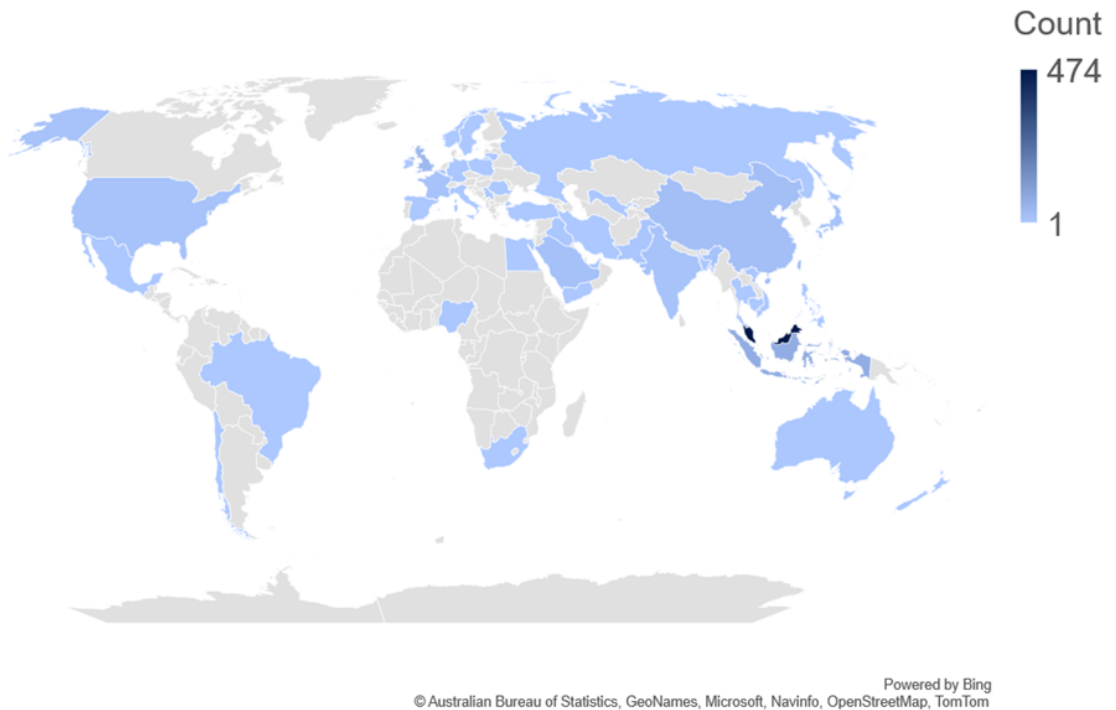 Count
474
1
Powered by Bing
© Australian Bureau of Statistics, GeoNames, Microsoft, Navinfo, OpenStreetMap, TomTom